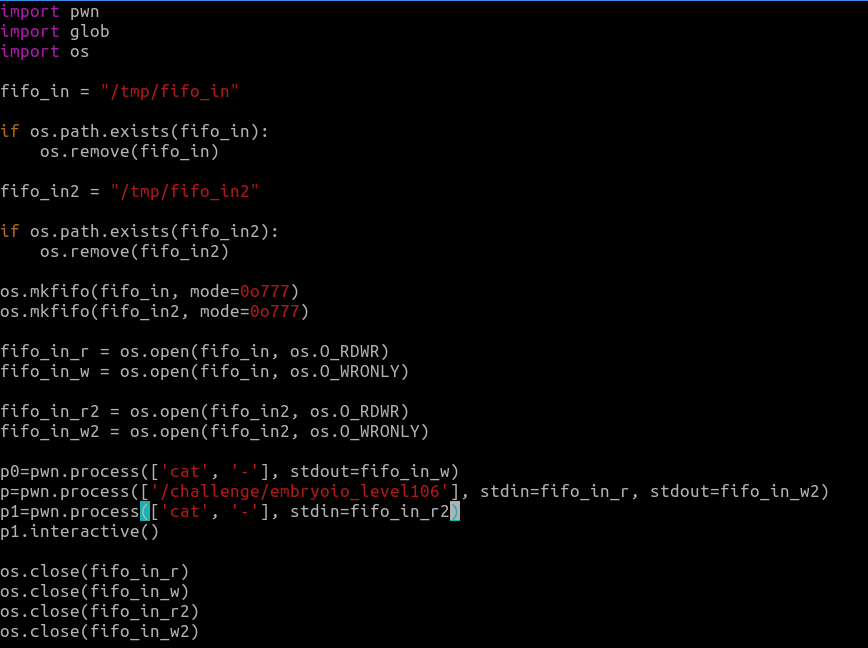 import pwn
import glob
import os
fifo_in = "/tmp/fifo_in"
if os.path.exists(fifo_in):
    os.remove(fifo_in)
fifo_in2 = "/tmp/fifo_in2"
if os.path.exists(fifo_in2):
    os.remove(fifo_in2)
os.mkfifo(fifo_in, mode=0o777)
os.mkfifo(fifo_in2, mode=0o777)
fifo_in_r = os.open(fifo_in, os.O_RDWR)
fifo_in_w = os.open(fifo_in, os.O_WRONLY)
fifo_in_r2 = os.open(fifo_in2, os.O_RDWR)
fifo_in_w2 = os.open(fifo_in2, os.O_WRONLY)
p0=pwn.process(['cat', '-'], stdout=fifo_in_w)
p=pwn.process(['/challenge/embryoio_level106'], stdin=fifo_in_r, stdout=fifo_in_w2)
p1=pwn.process(['cat', '-'], stdin=fifo_in_r2)
p1.interactive()
os.close(fifo_in_r)
os.close(fifo_in_w)
os.close(fifo_in_r2)
os.close(fifo_in_w2)